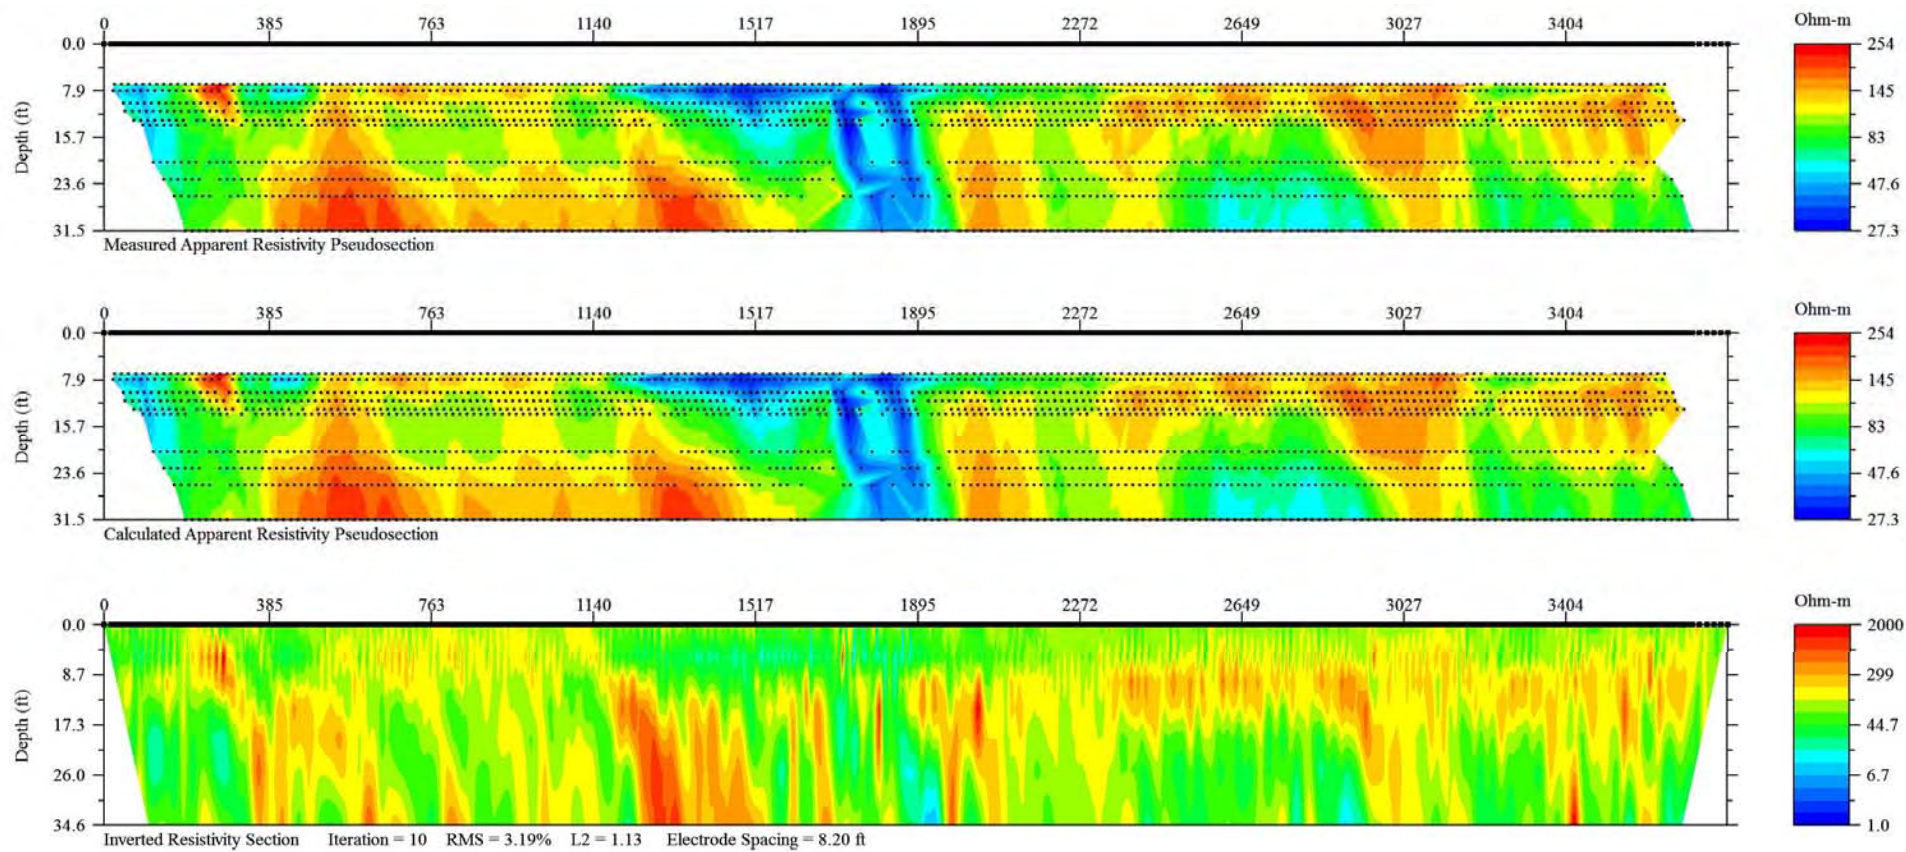 0 385 763 1140 1517 1895 2272 2649 3027 3404
Ohm-m
0.0
7.9
15.7
23.6
31.5
Depth (ft)
254
145
83
47.6
27.3
Measured Apparent Resistivity Pseudosection
0 385 763 1140 1517 1895 2272 2649 3027 3404
Ohm-m
0.0
7.9
15.7
23.6
31.5
Depth (ft)
254
145
83
47.6
27.3
Calculated Apparent Resistivity Pseudosection
0 385 763 1140 1517 1895 2272 2649 3027 3404
Ohm-m
0.0
8.7
17.3
26.0
34.6
Depth (ft)
2000
299
44.7
6.7
1.0
Inverted Resistivity Section Iteration = 10 RMS = 3.19% L2 = 1.13 Electrode Spacing = 8.20 ft